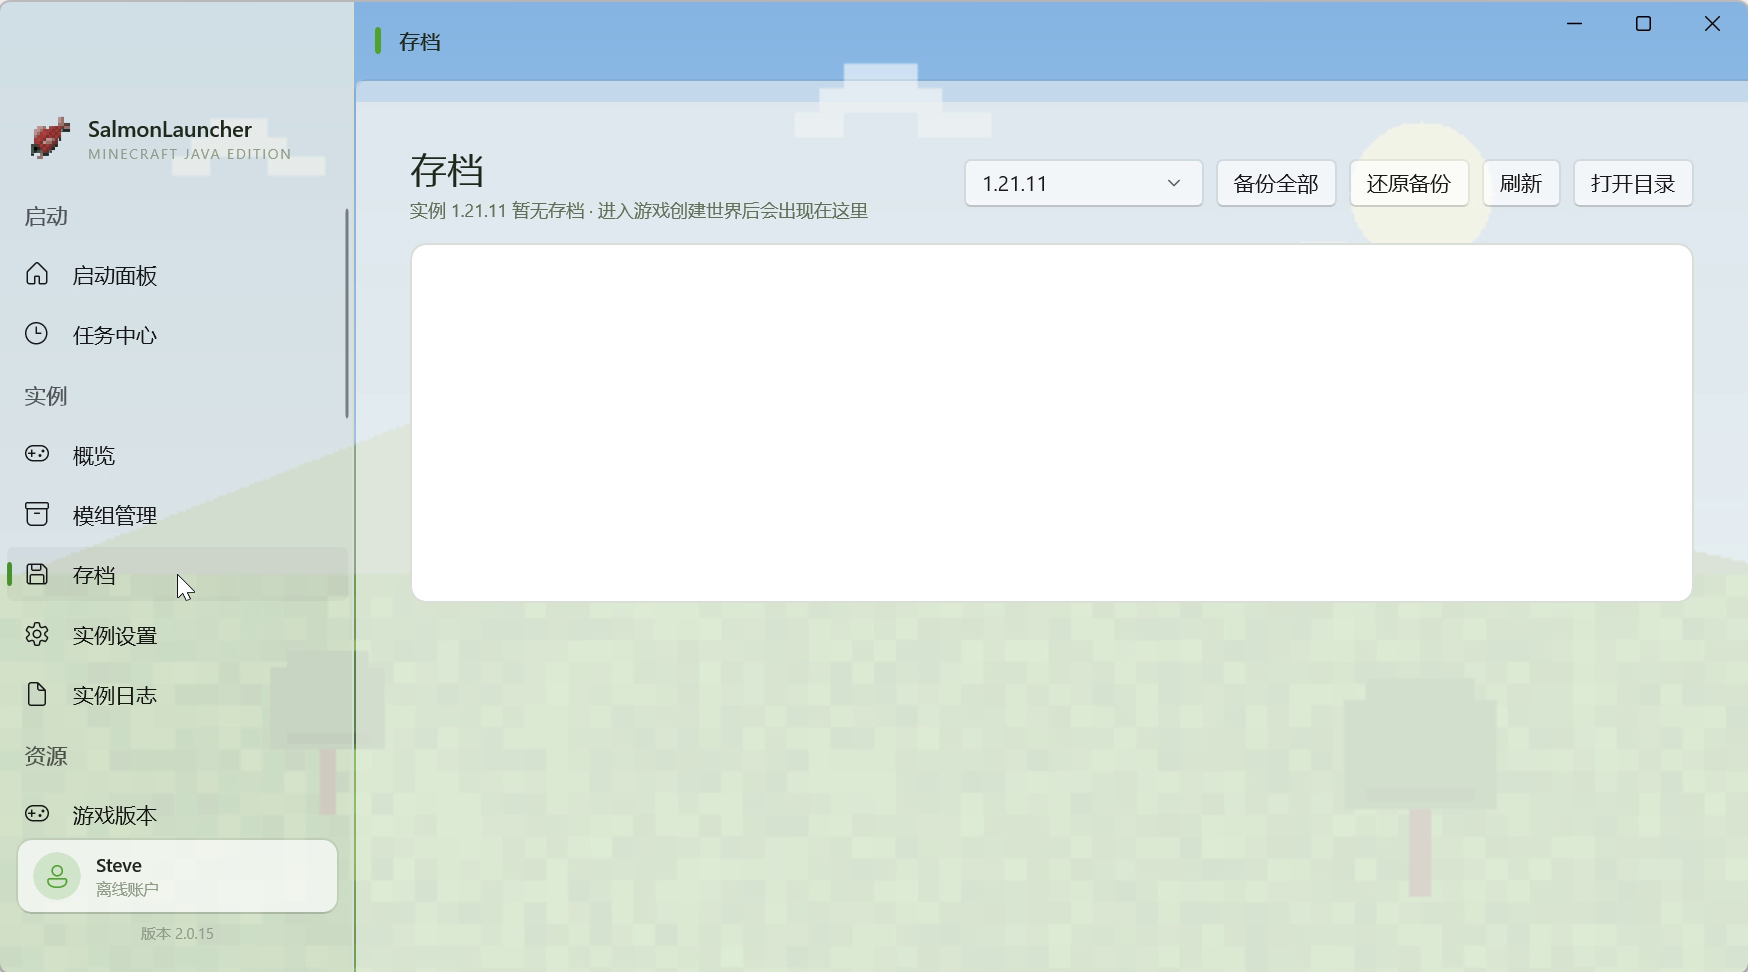 存档
SalmonLauncher
MINECRAFT JAVA EDITION
启动
启动面板
任务中心
实例
概览
模组管理
存档
实例设置
实例日志
资源
游戏版本
Steve
离线账户
版本 2.0.15
存档
实例 1.21.11 暂无存档 · 进入游戏创建世界后会出现在这里
1.21.11
备份全部
还原备份
刷新
打开目录